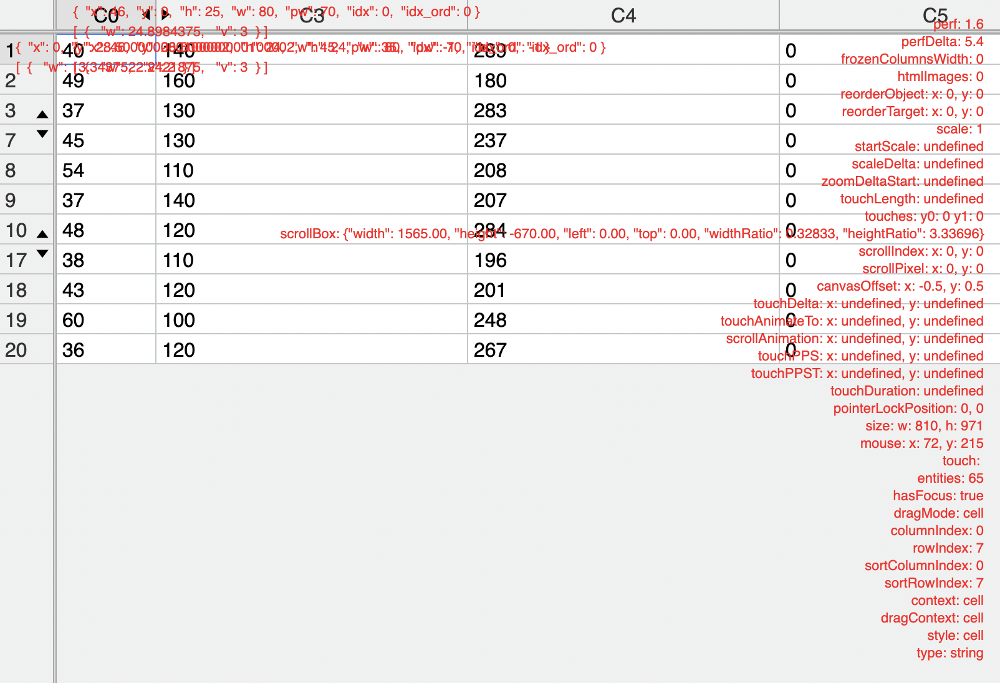 { "x": 46, "y": 0, "h": 25, "w": 80, "pw": 70, "idx": 0, "idx_ord": 0 }
C0 C3 C4 C5
[ { "w": 24.8984375, "v": 3 } ]
perf: 1.6
perfDelta: 5.4
1 40 140 289 0
frozenColumnsWidth: 0
[ { "w":
"v": 3 } ]
htmlImages: 0
2 49 160 180 0
reorderObject: x: 0, y: 0
3 37 130 283 0
reorderTarget: x: 0, y: 0
scale: 1
7 45 130 237 0
startScale: undefined
scaleDelta: undefined
8 54 110 208 0
zoomDeltaStart: undefined
9 37 140 207 0
touchLength: undefined
touches: y0: 0 y1: 0
10 48 120 284 0
scrollBox: {"width": 1565.00, "height": -670.00, "left": 0.00, "top": 0.00, "widthRatio": 0.32833, "heightRatio": 3.33696}
scrollIndex: x: 0, y: 0
17 38 110 196 0
scrollPixel: x: 0, y: 0
canvasOffset: x: -0.5, y: 0.5
18 43 120 201 0
touchDelta: x: undefined, y: undefined
19 60 100 248 0
touchAnimateTo: x: undefined, y: undefined
scrollAnimation: x: undefined, y: undefined
20 36 120 267 0
touchPPS: x: undefined, y: undefined
touchPPST: x: undefined, y: undefined
touchDuration: undefined
pointerLockPosition: 0, 0
size: w: 810, h: 971
mouse: x: 72, y: 215
touch:
entities: 65
hasFocus: true
dragMode: cell
columnIndex: 0
rowIndex: 7
sortColumnIndex: 0
sortRowIndex: 7
context: cell
dragContext: cell
style: cell
type: string